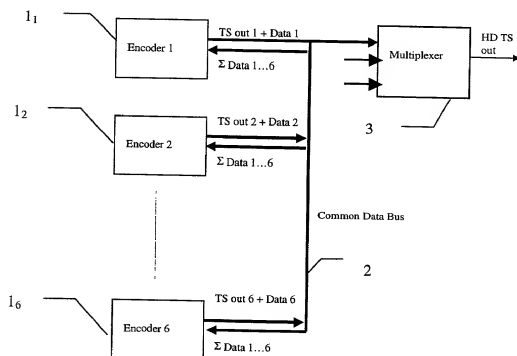 1₁
Encoder 1
TS out 1 + Data 1
Σ Data 1...6
Multiplexer
HD TS
out
3
1₂
Encoder 2
TS out 2 + Data 2
Σ Data 1...6
Common Data Bus
2
1₆
Encoder 6
TS out 6 + Data 6
Σ Data 1...6